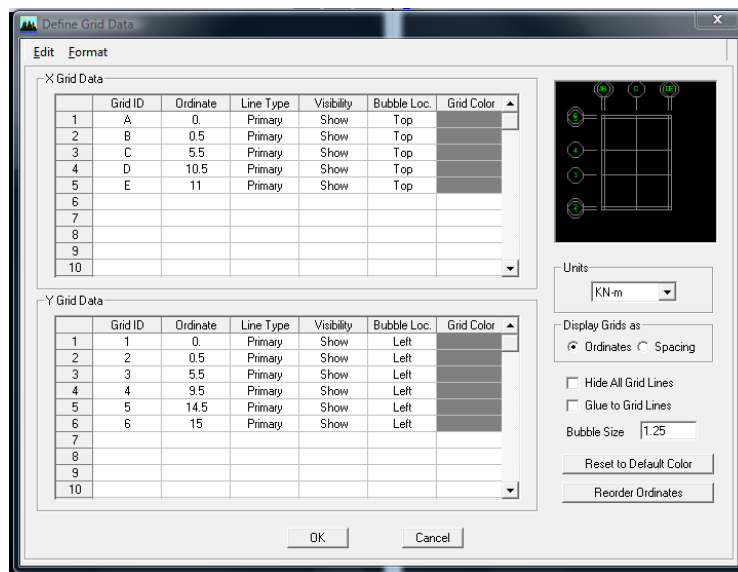 Define Grid Data
X
Edit Format
X Grid Data
Grid ID Ordinate Line Type Visibility Bubble Loc. Grid Color
1 A 0. Primary Show Top
2 B 0.5 Primary Show Top
3 C 5.5 Primary Show Top
4 D 10.5 Primary Show Top
5 E 11 Primary Show Top
6
7
8
9
10
Y Grid Data
Grid ID Ordinate Line Type Visibility Bubble Loc. Grid Color
1 1 0. Primary Show Left
2 2 0.5 Primary Show Left
3 3 5.5 Primary Show Left
4 4 9.5 Primary Show Left
5 5 14.5 Primary Show Left
6 6 15 Primary Show Left
7
8
9
10
C
4
3
Units
KN-m
Display Grids as
Ordinates Spacing
Hide All Grid Lines
Glue to Grid Lines
Bubble Size 1.25
Reset to Default Color
Reorder Ordinates
OK Cancel